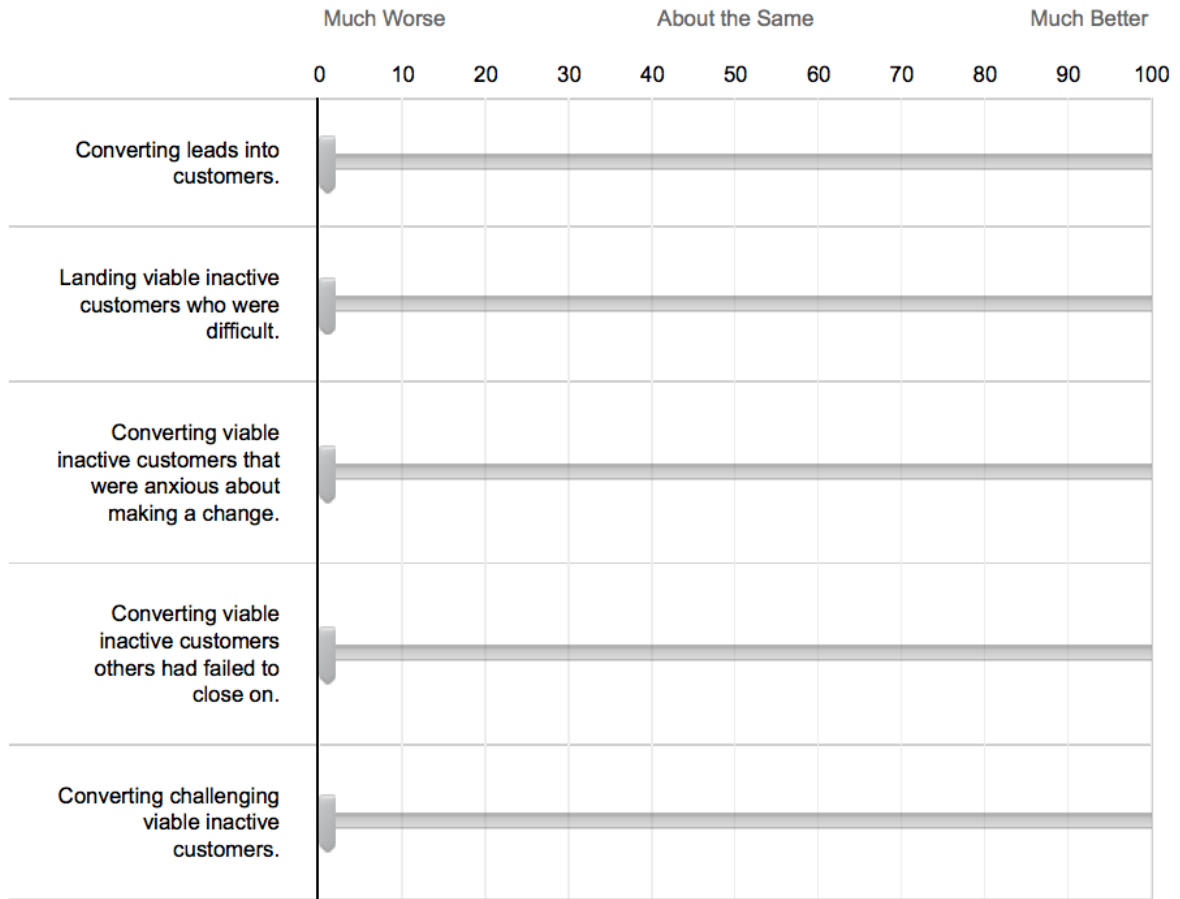 Much Worse About the Same Much Better
0 10 20 30 40 50 60 70 80 90 100
Converting leads into
customers.
Landing viable inactive
customers who were
difficult.
Converting viable
inactive customers that
were anxious about
making a change.
Converting viable
inactive customers
others had failed to
close on.
Converting challenging
viable inactive
customers.